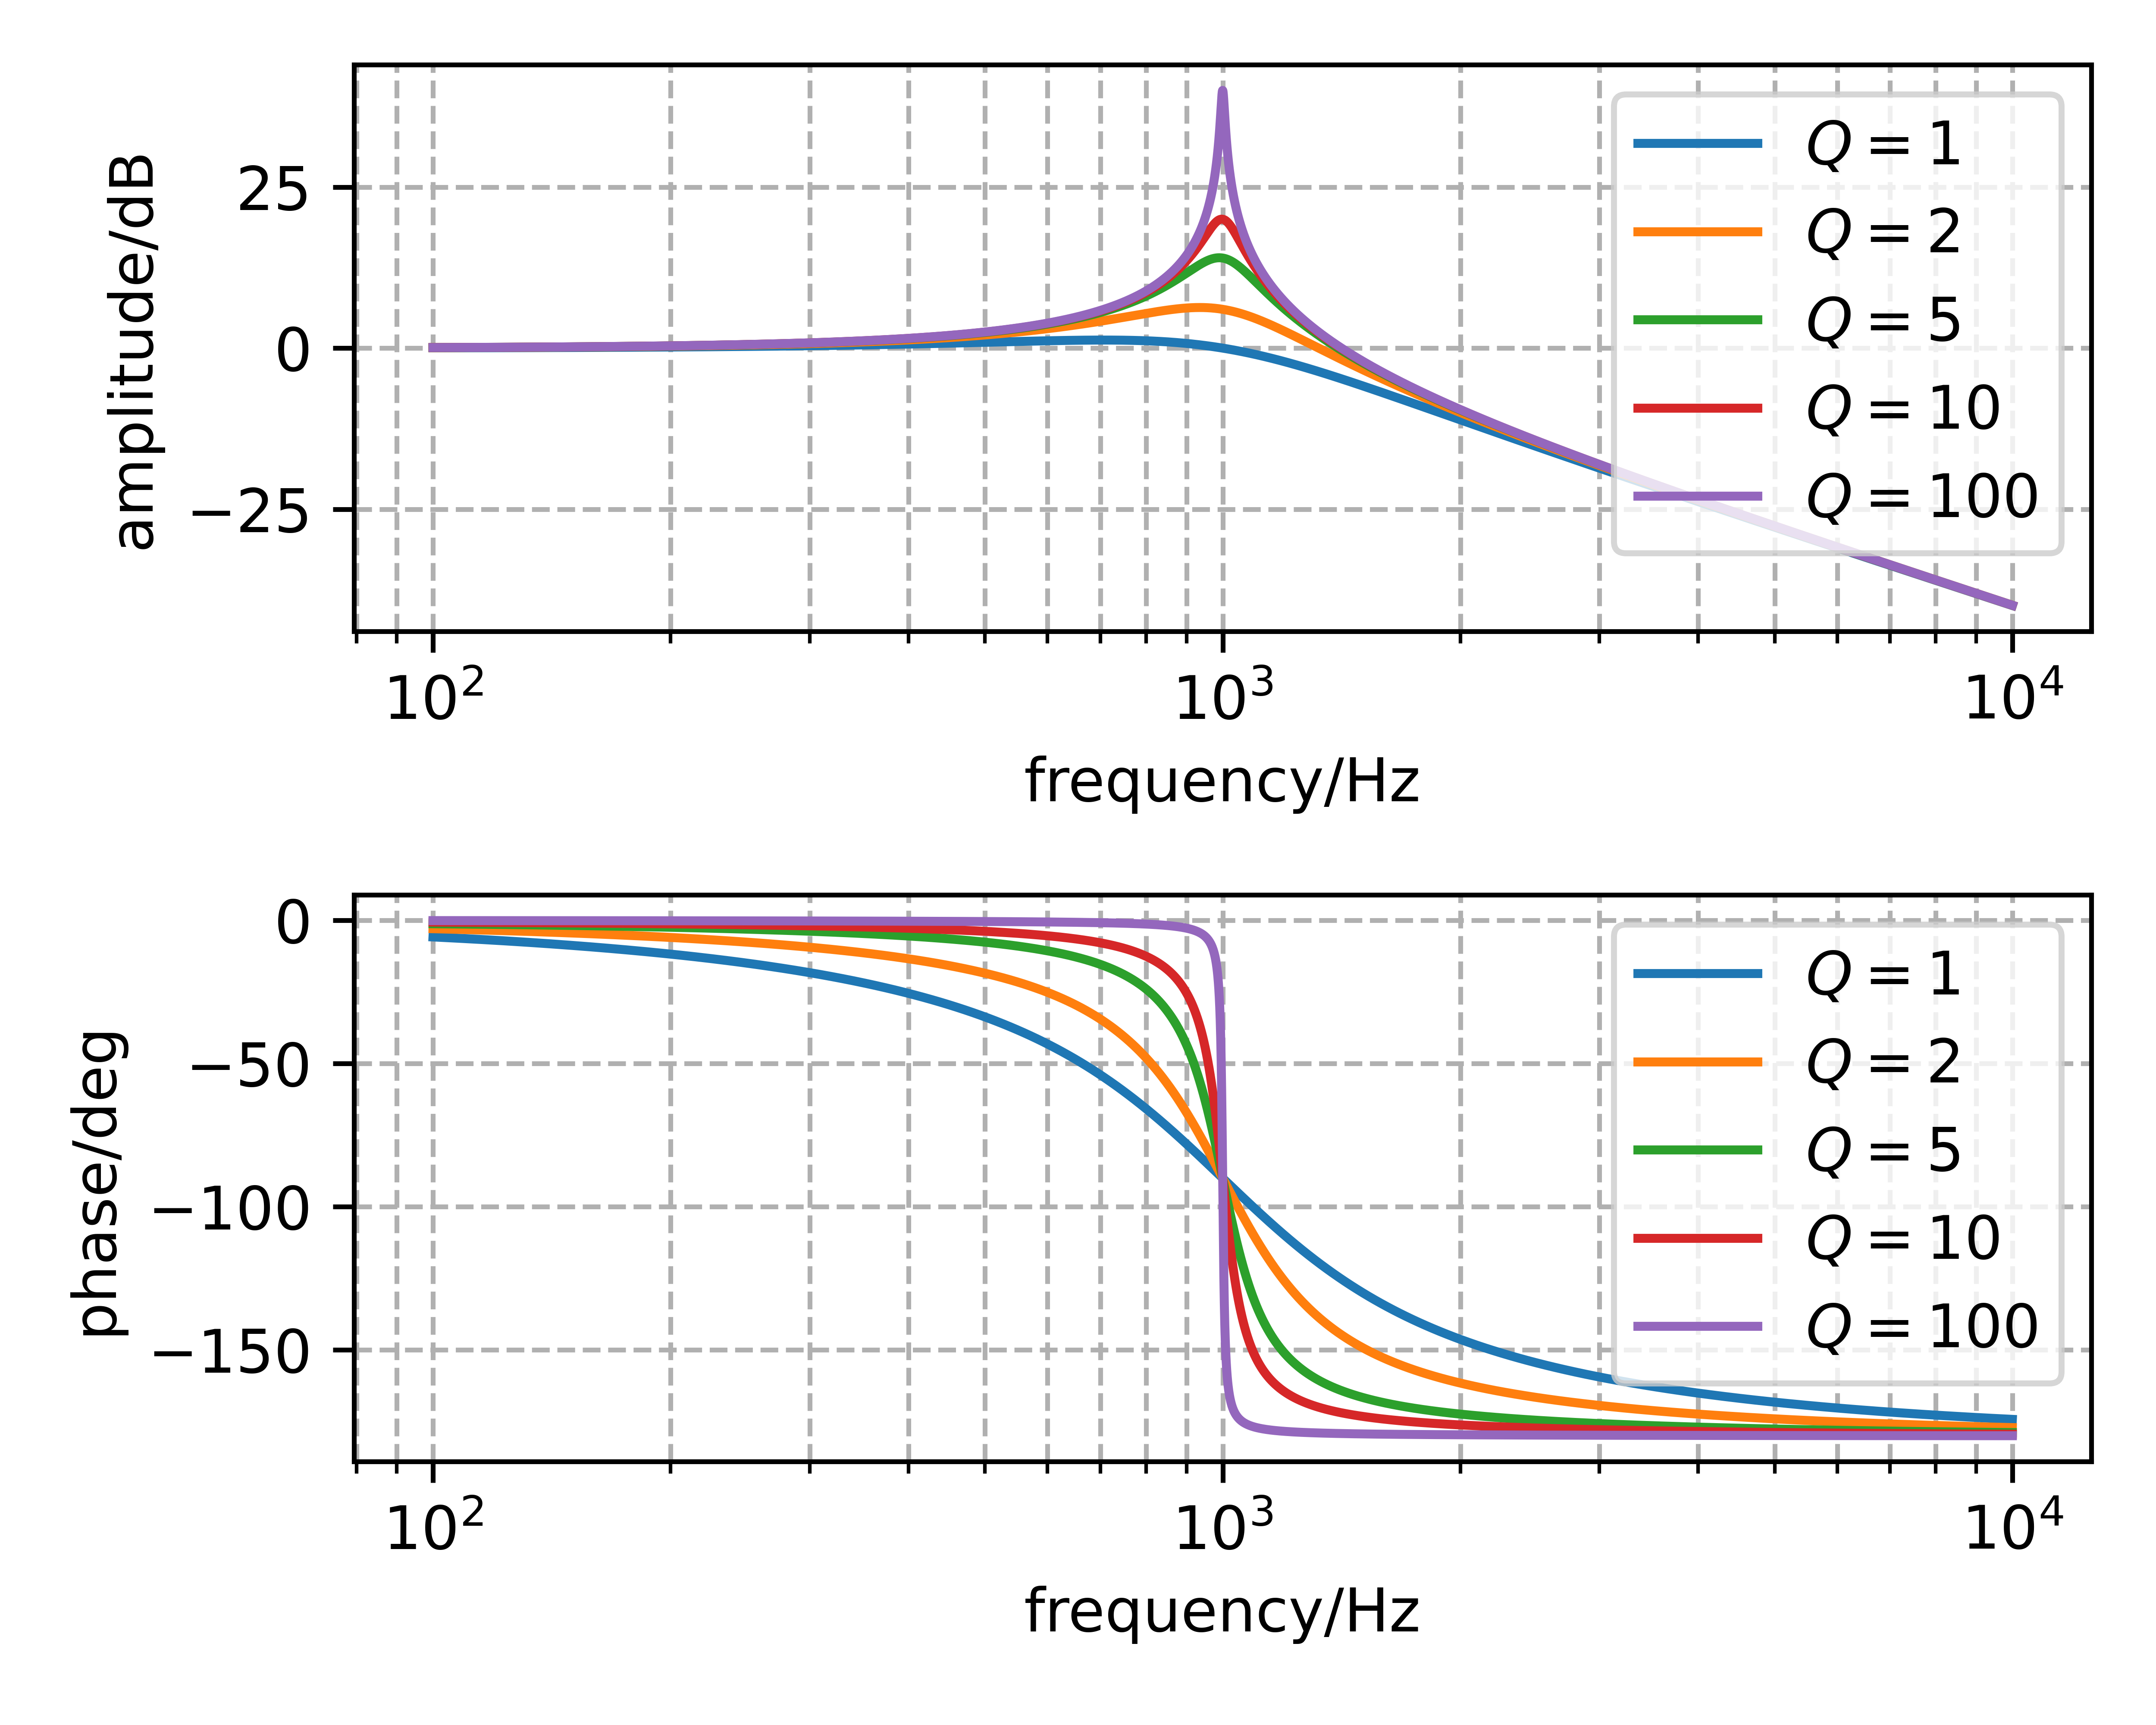 amplitude/dB
25
0
−25
Q = 1
Q = 2
Q = 5
Q = 10
Q = 100
10² 10³ 10⁴
frequency/Hz
phase/deg
0
−50
−100
−150
Q = 1
Q = 2
Q = 5
Q = 10
Q = 100
10² 10³ 10⁴
frequency/Hz